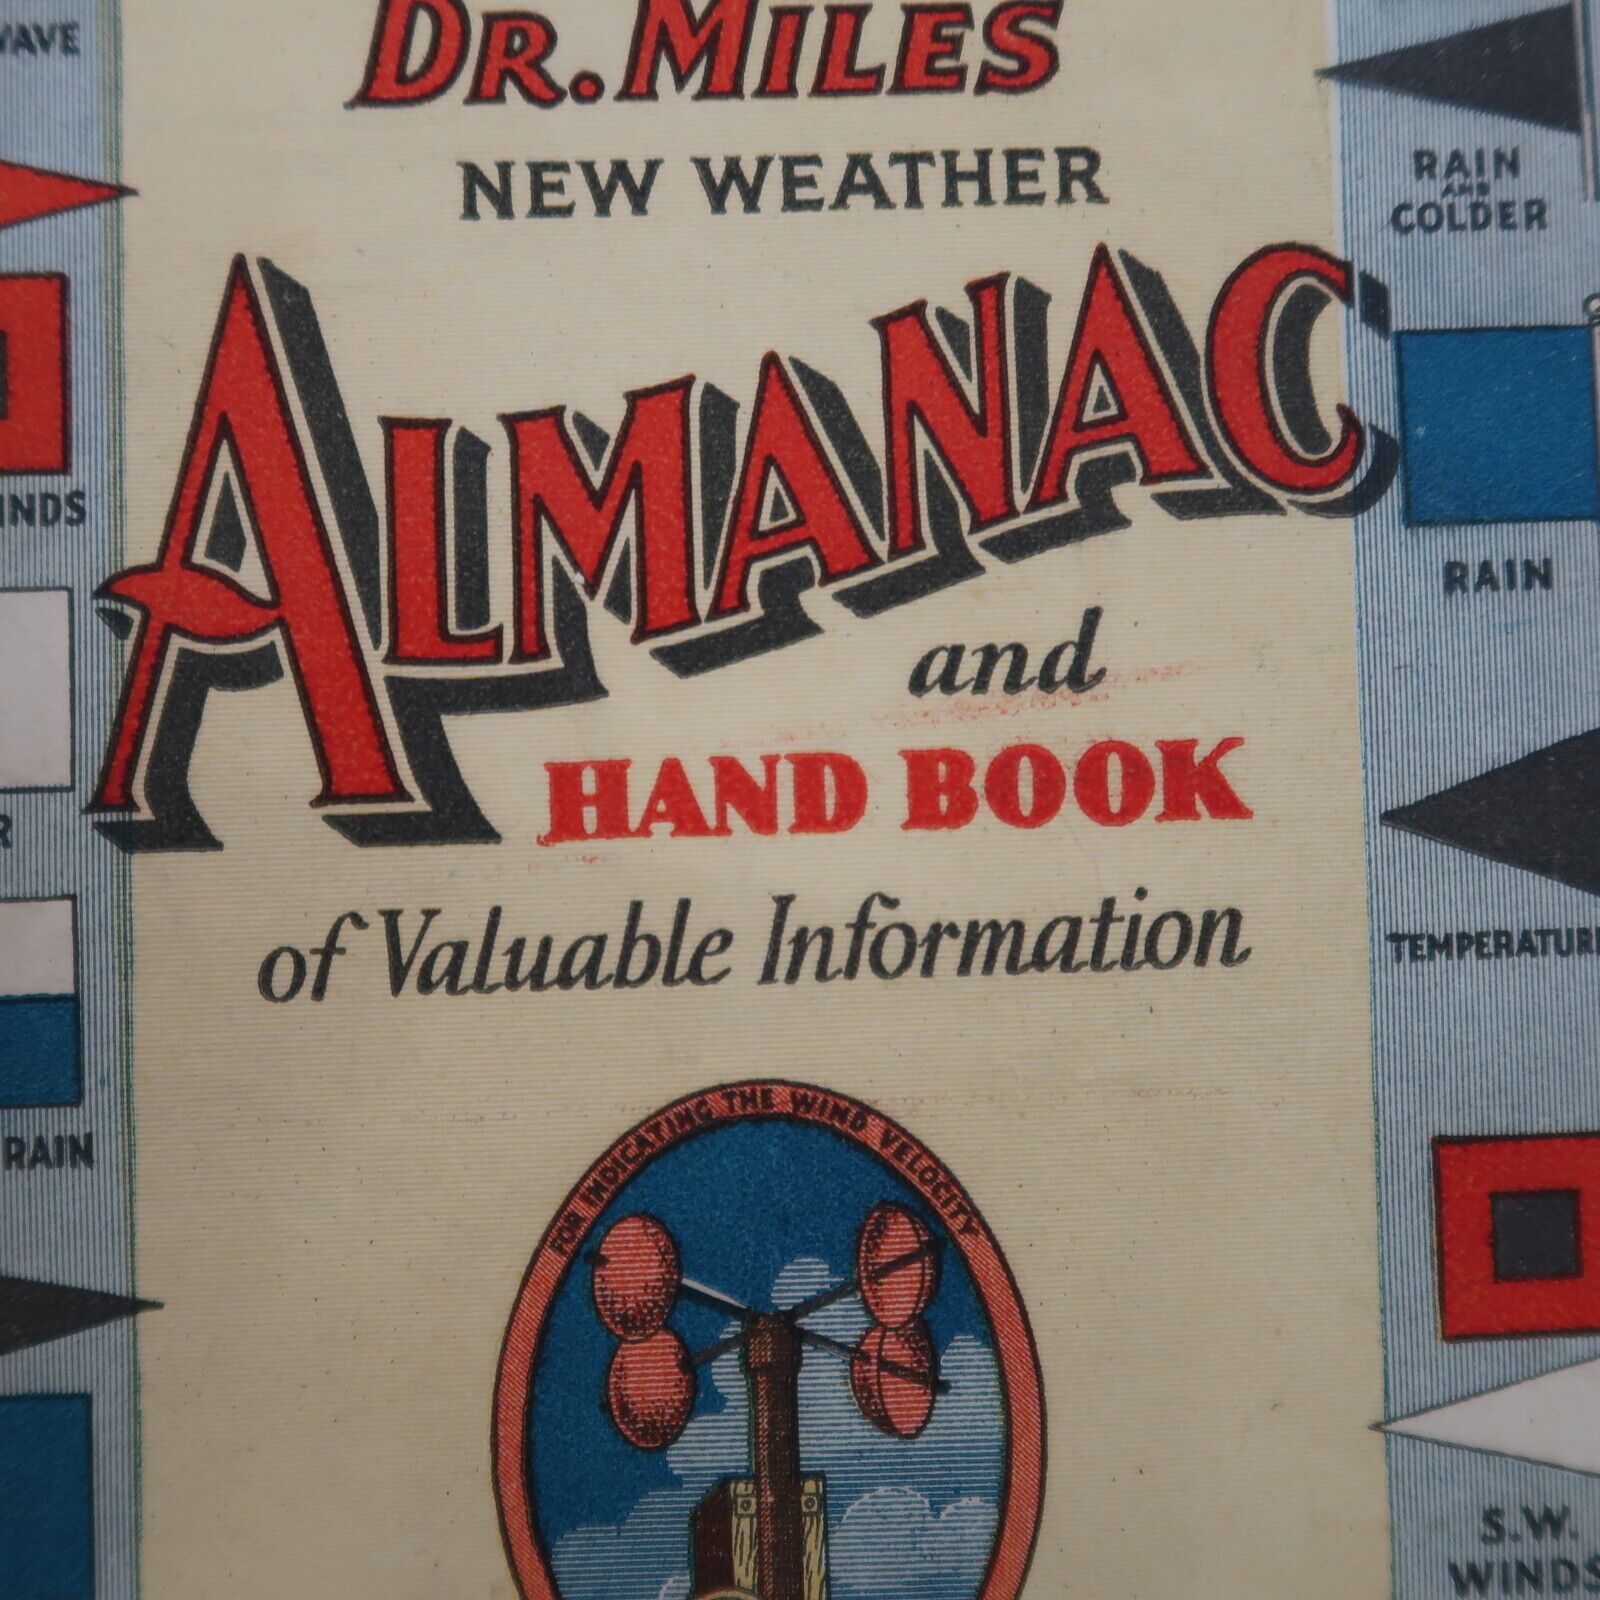 DR. MILES
NEW WEATHER
ALMANAC
and
HAND BOOK
of Valuable Information
FOR INDICATING THE WIND VELOCITY
RAIN
RAIN
AND
COLDER
RAIN
S.W.
WINDS